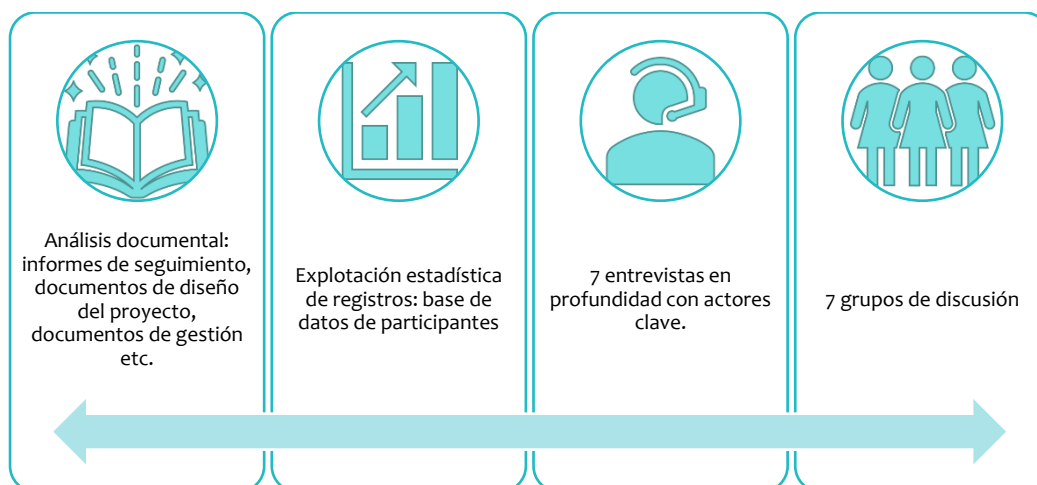 Análisis documental:
informes de seguimiento,
documentos de diseño
del proyecto,
documentos de gestión
etc.
Explotación estadística
de registros: base de
datos de participantes
7 entrevistas en
profundidad con actores
clave.
7 grupos de discusión